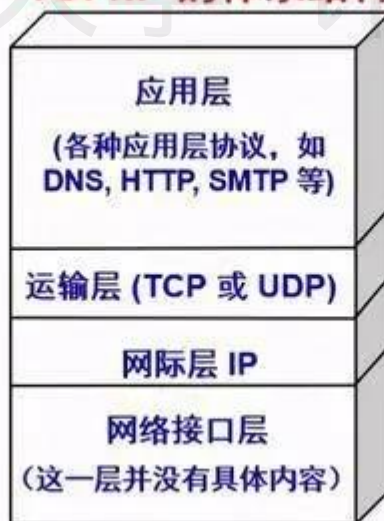 应用层
(各种应用层协议，如
DNS, HTTP, SMTP 等)
运输层 (TCP 或 UDP)
网际层 IP
网络接口层
（这一层并没有具体内容）